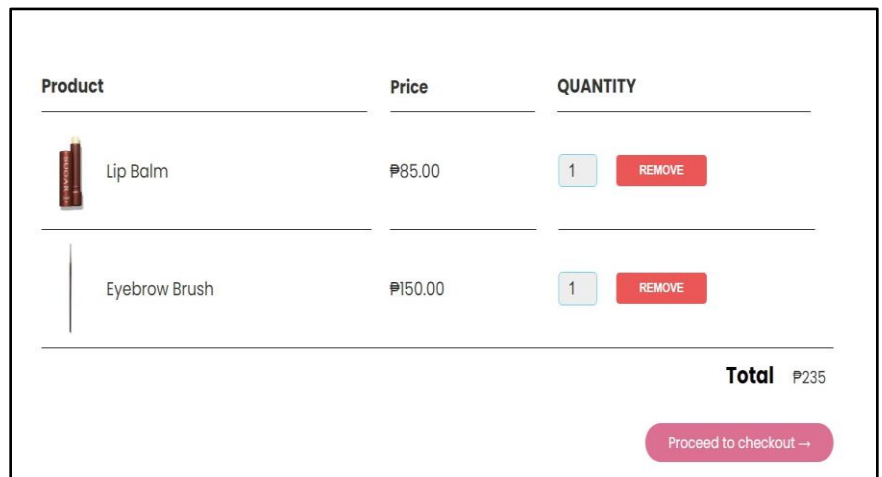 Product Price QUANTITY
SUGAR
Lip Balm ₱85.00 1 REMOVE
Eyebrow Brush ₱150.00 1 REMOVE
Total ₱235
Proceed to checkout →